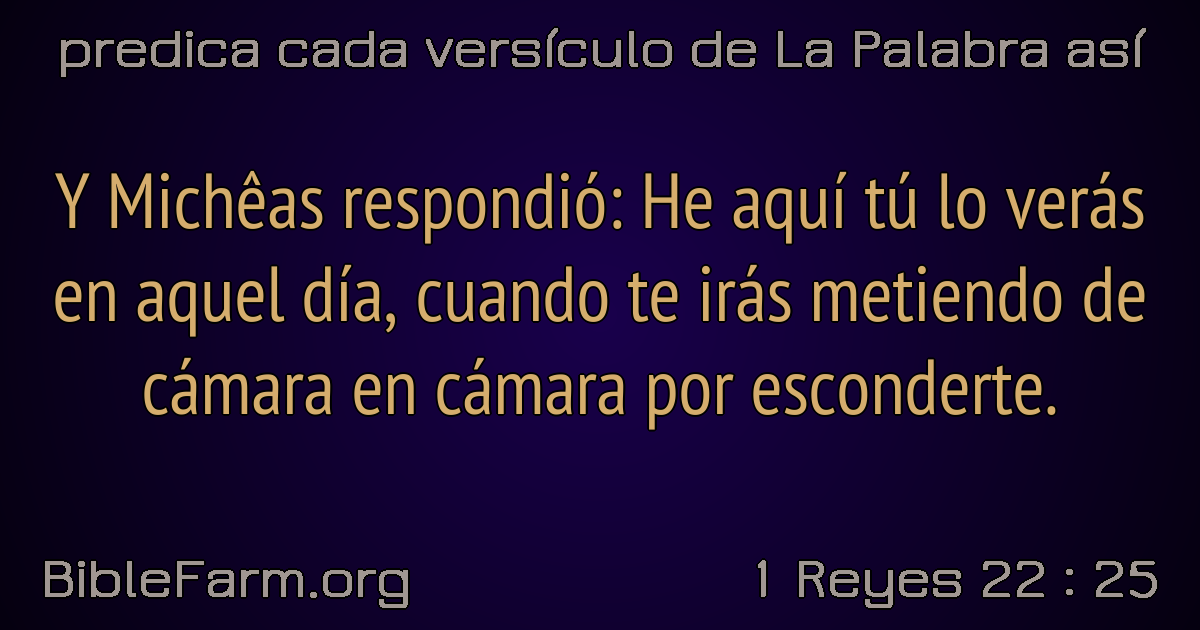 predica cada versículo de La Palabra así
Y Michêas respondió: He aquí tú lo verás
en aquel día, cuando te irás metiendo de
cámara en cámara por esconderte.
BibleFarm.org
1 Reyes 22 : 25